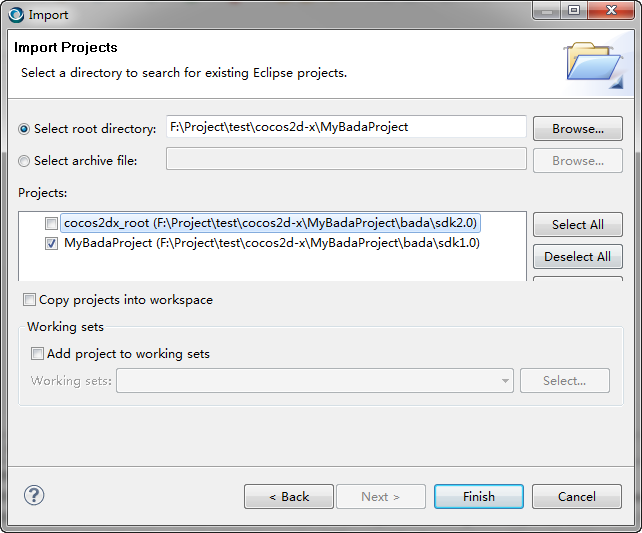 Import
Import Projects
Select a directory to search for existing Eclipse projects.
Select root directory: F:\Project\test\cocos2d-x\MyBadaProject Browse...
Select archive file: Browse...
Projects:
cocos2dx_root (F:\Project\test\cocos2d-x\MyBadaProject\bada\sdk2.0) Select All
MyBadaProject (F:\Project\test\cocos2d-x\MyBadaProject\bada\sdk1.0)
Deselect All
Copy projects into workspace
Working sets
Add project to working sets
Working sets: Select...
? < Back Next > Finish Cancel